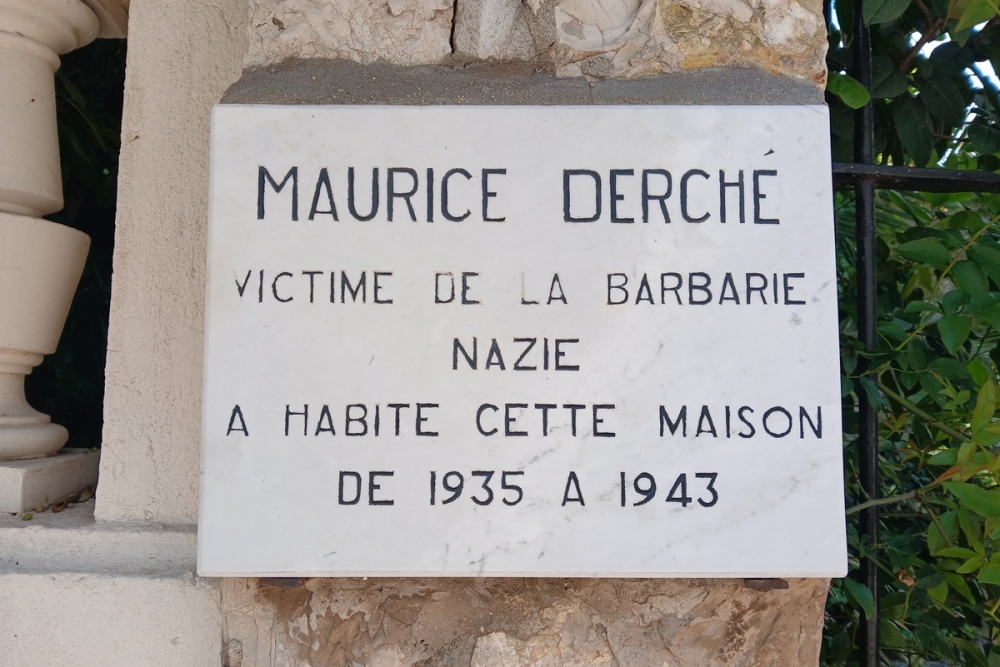 MAURICE DERCHÉ
VICTIME DE LA BARBARIE
NAZIE
A HABITE CETTE MAISON
DE 1935 A 1943